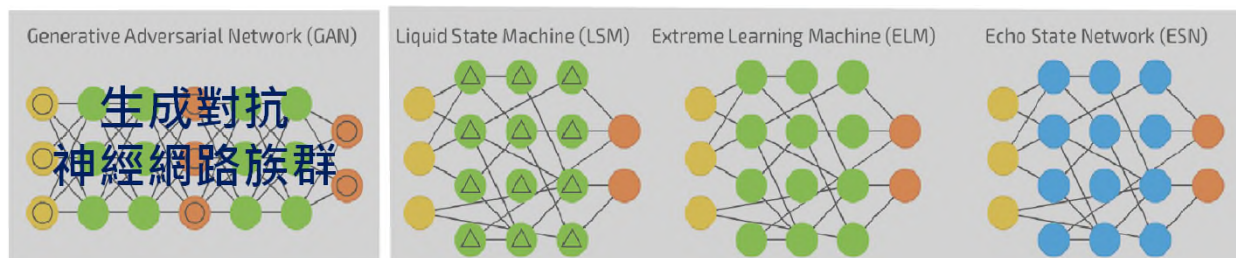 Generative Adversarial Network (GAN)
生成對抗
神經網路族群
Liquid State Machine (LSM)
Extreme Learning Machine (ELM)
Echo State Network (ESN)